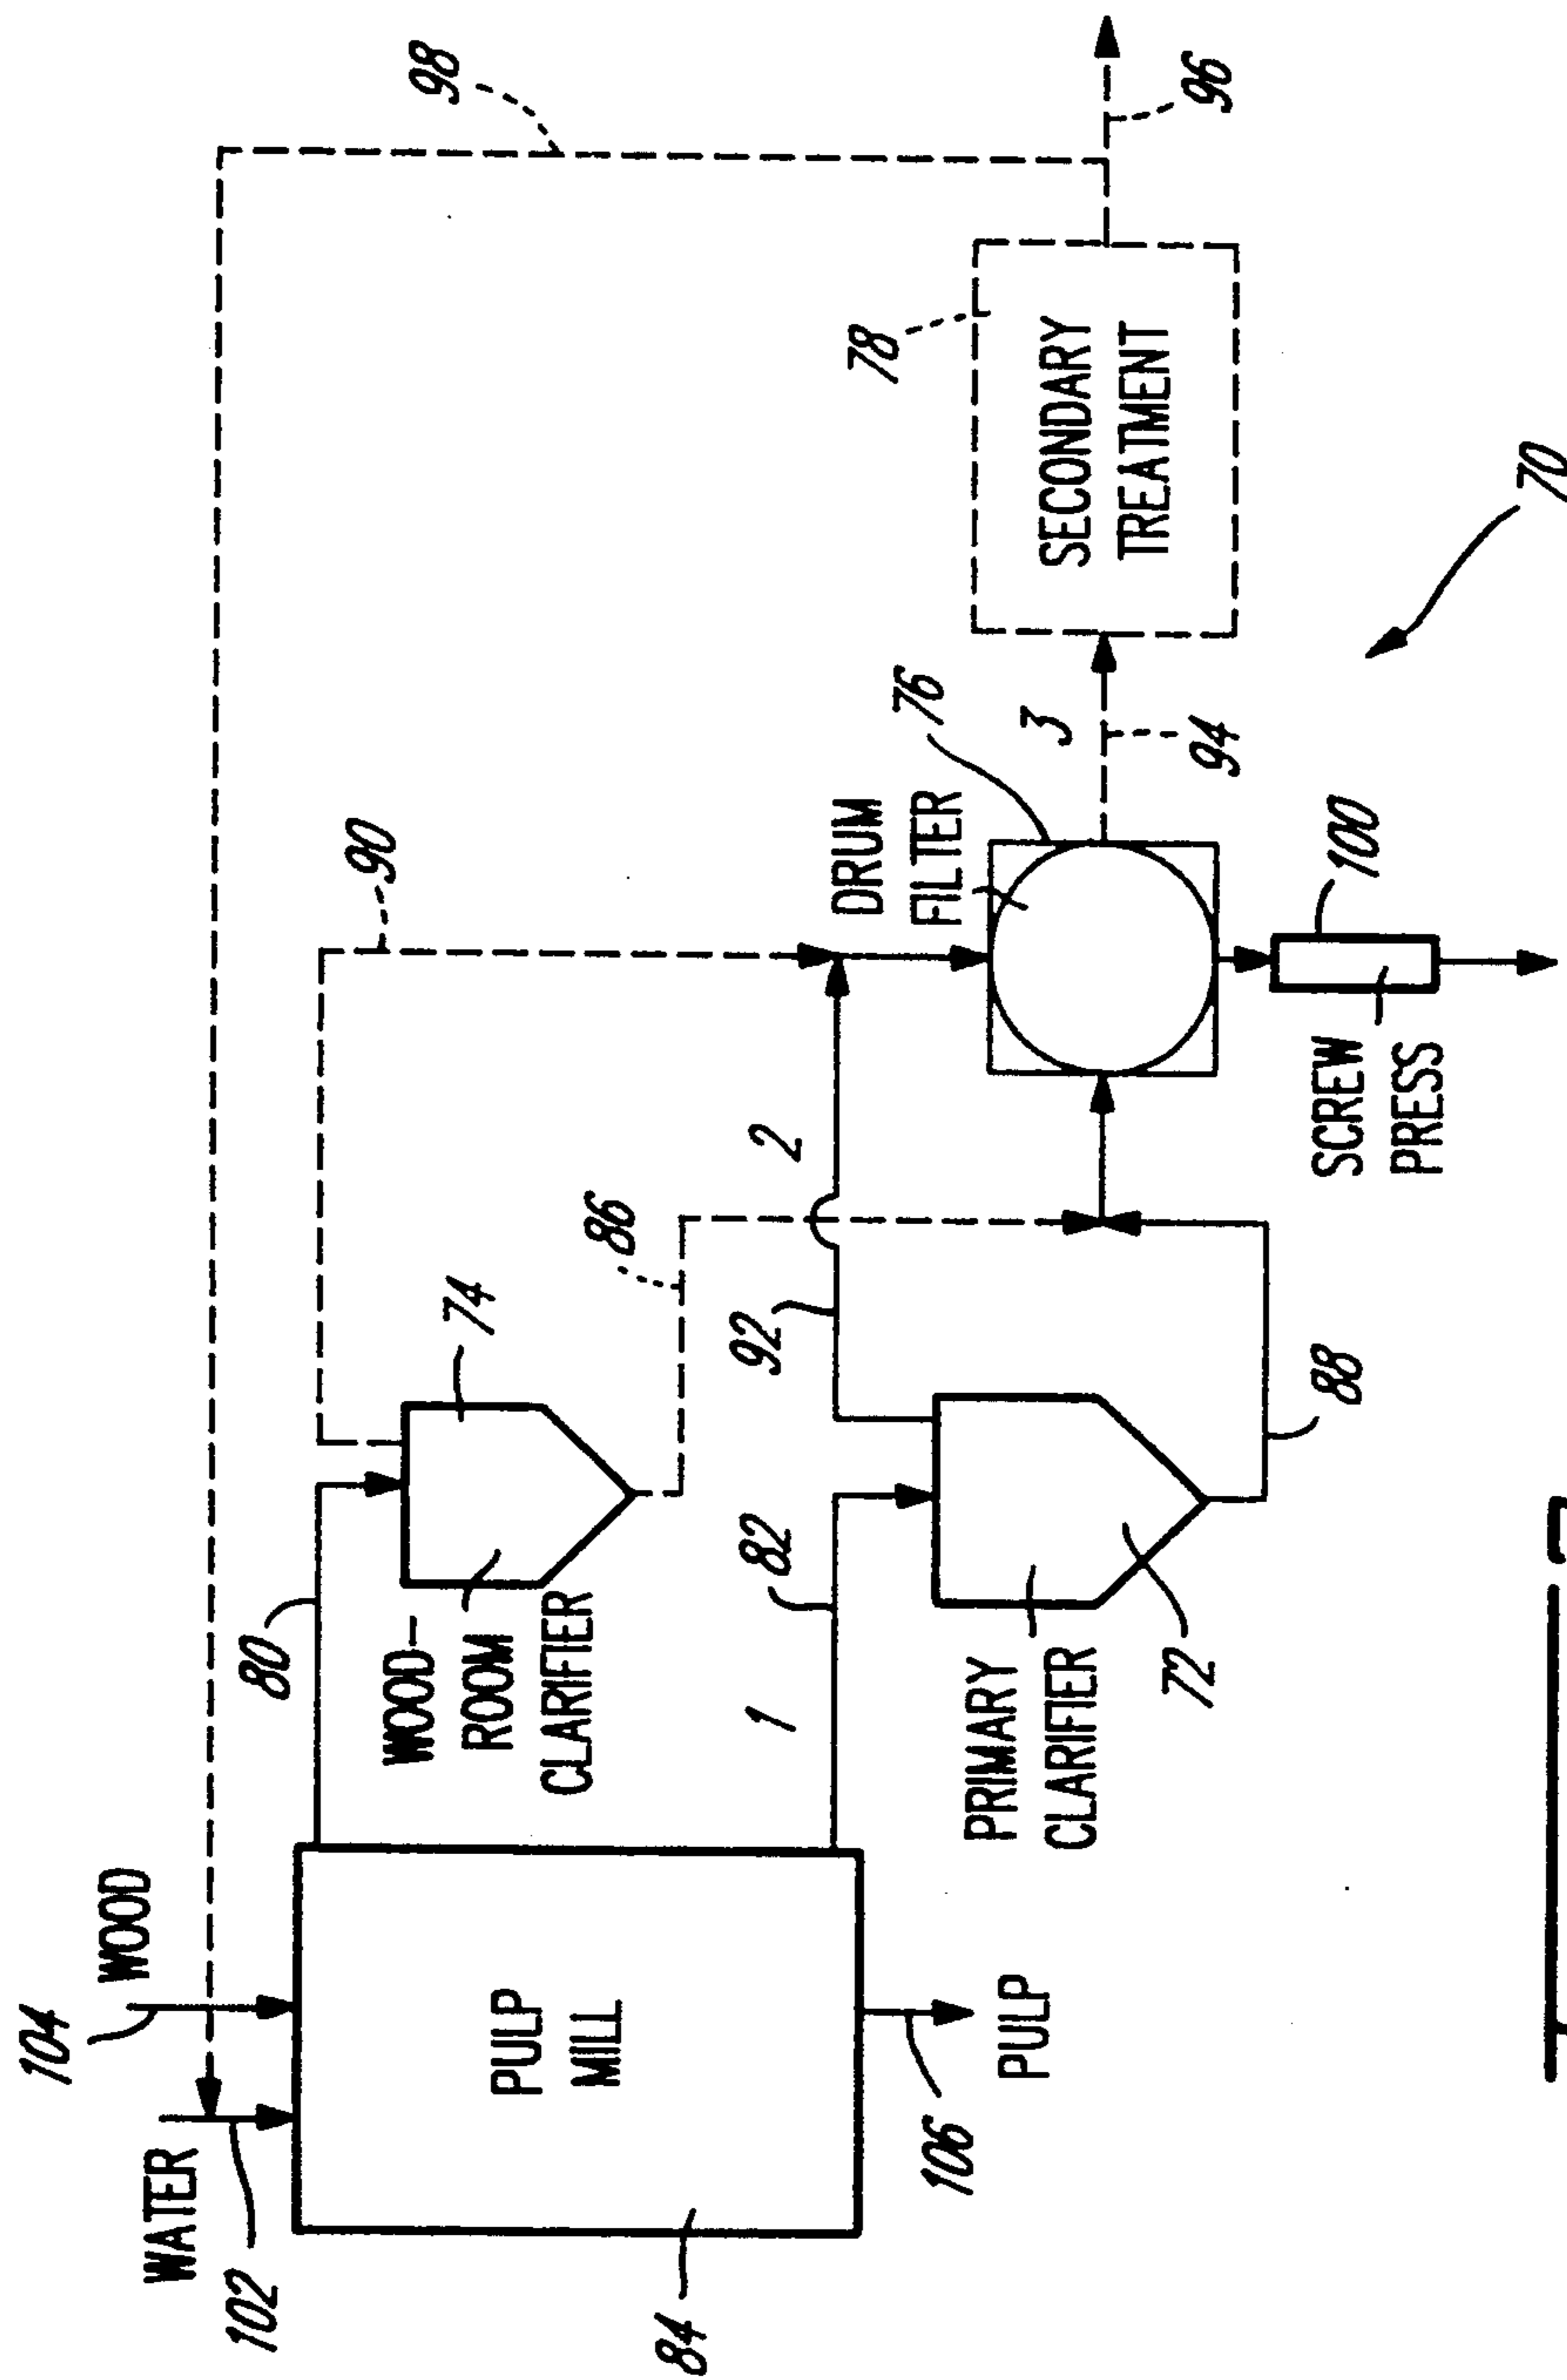 104
WOOD
WATER
102
98
80
90
WOOD-
ROOM
CLARIFIER
74
86
PULP
MILL
84
1
82
92
2
DRUM
FILTER
76
78
SECONDARY
TREATMENT
3
94
96
PRIMARY
CLARIFIER
72
88
PULP
106
SCREW
PRESS
100
70